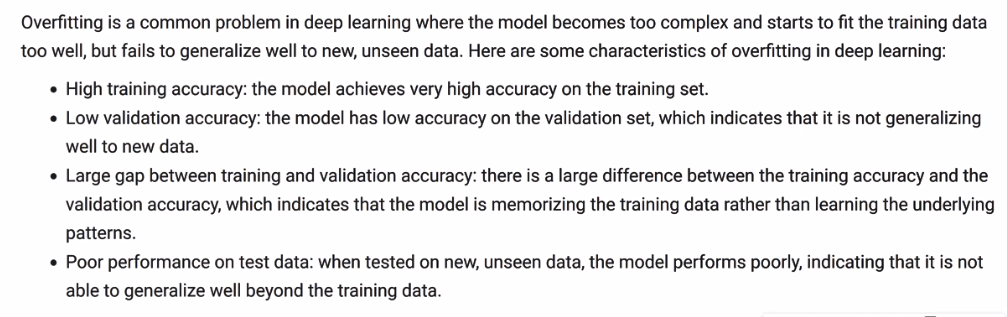 Overfitting is a common problem in deep learning where the model becomes too complex and starts to fit the training data
too well, but fails to generalize well to new, unseen data. Here are some characteristics of overfitting in deep learning:
• High training accuracy: the model achieves very high accuracy on the training set.
• Low validation accuracy: the model has low accuracy on the validation set, which indicates that it is not generalizing
well to new data.
• Large gap between training and validation accuracy: there is a large difference between the training accuracy and the
validation accuracy, which indicates that the model is memorizing the training data rather than learning the underlying
patterns.
• Poor performance on test data: when tested on new, unseen data, the model performs poorly, indicating that it is not
able to generalize well beyond the training data.